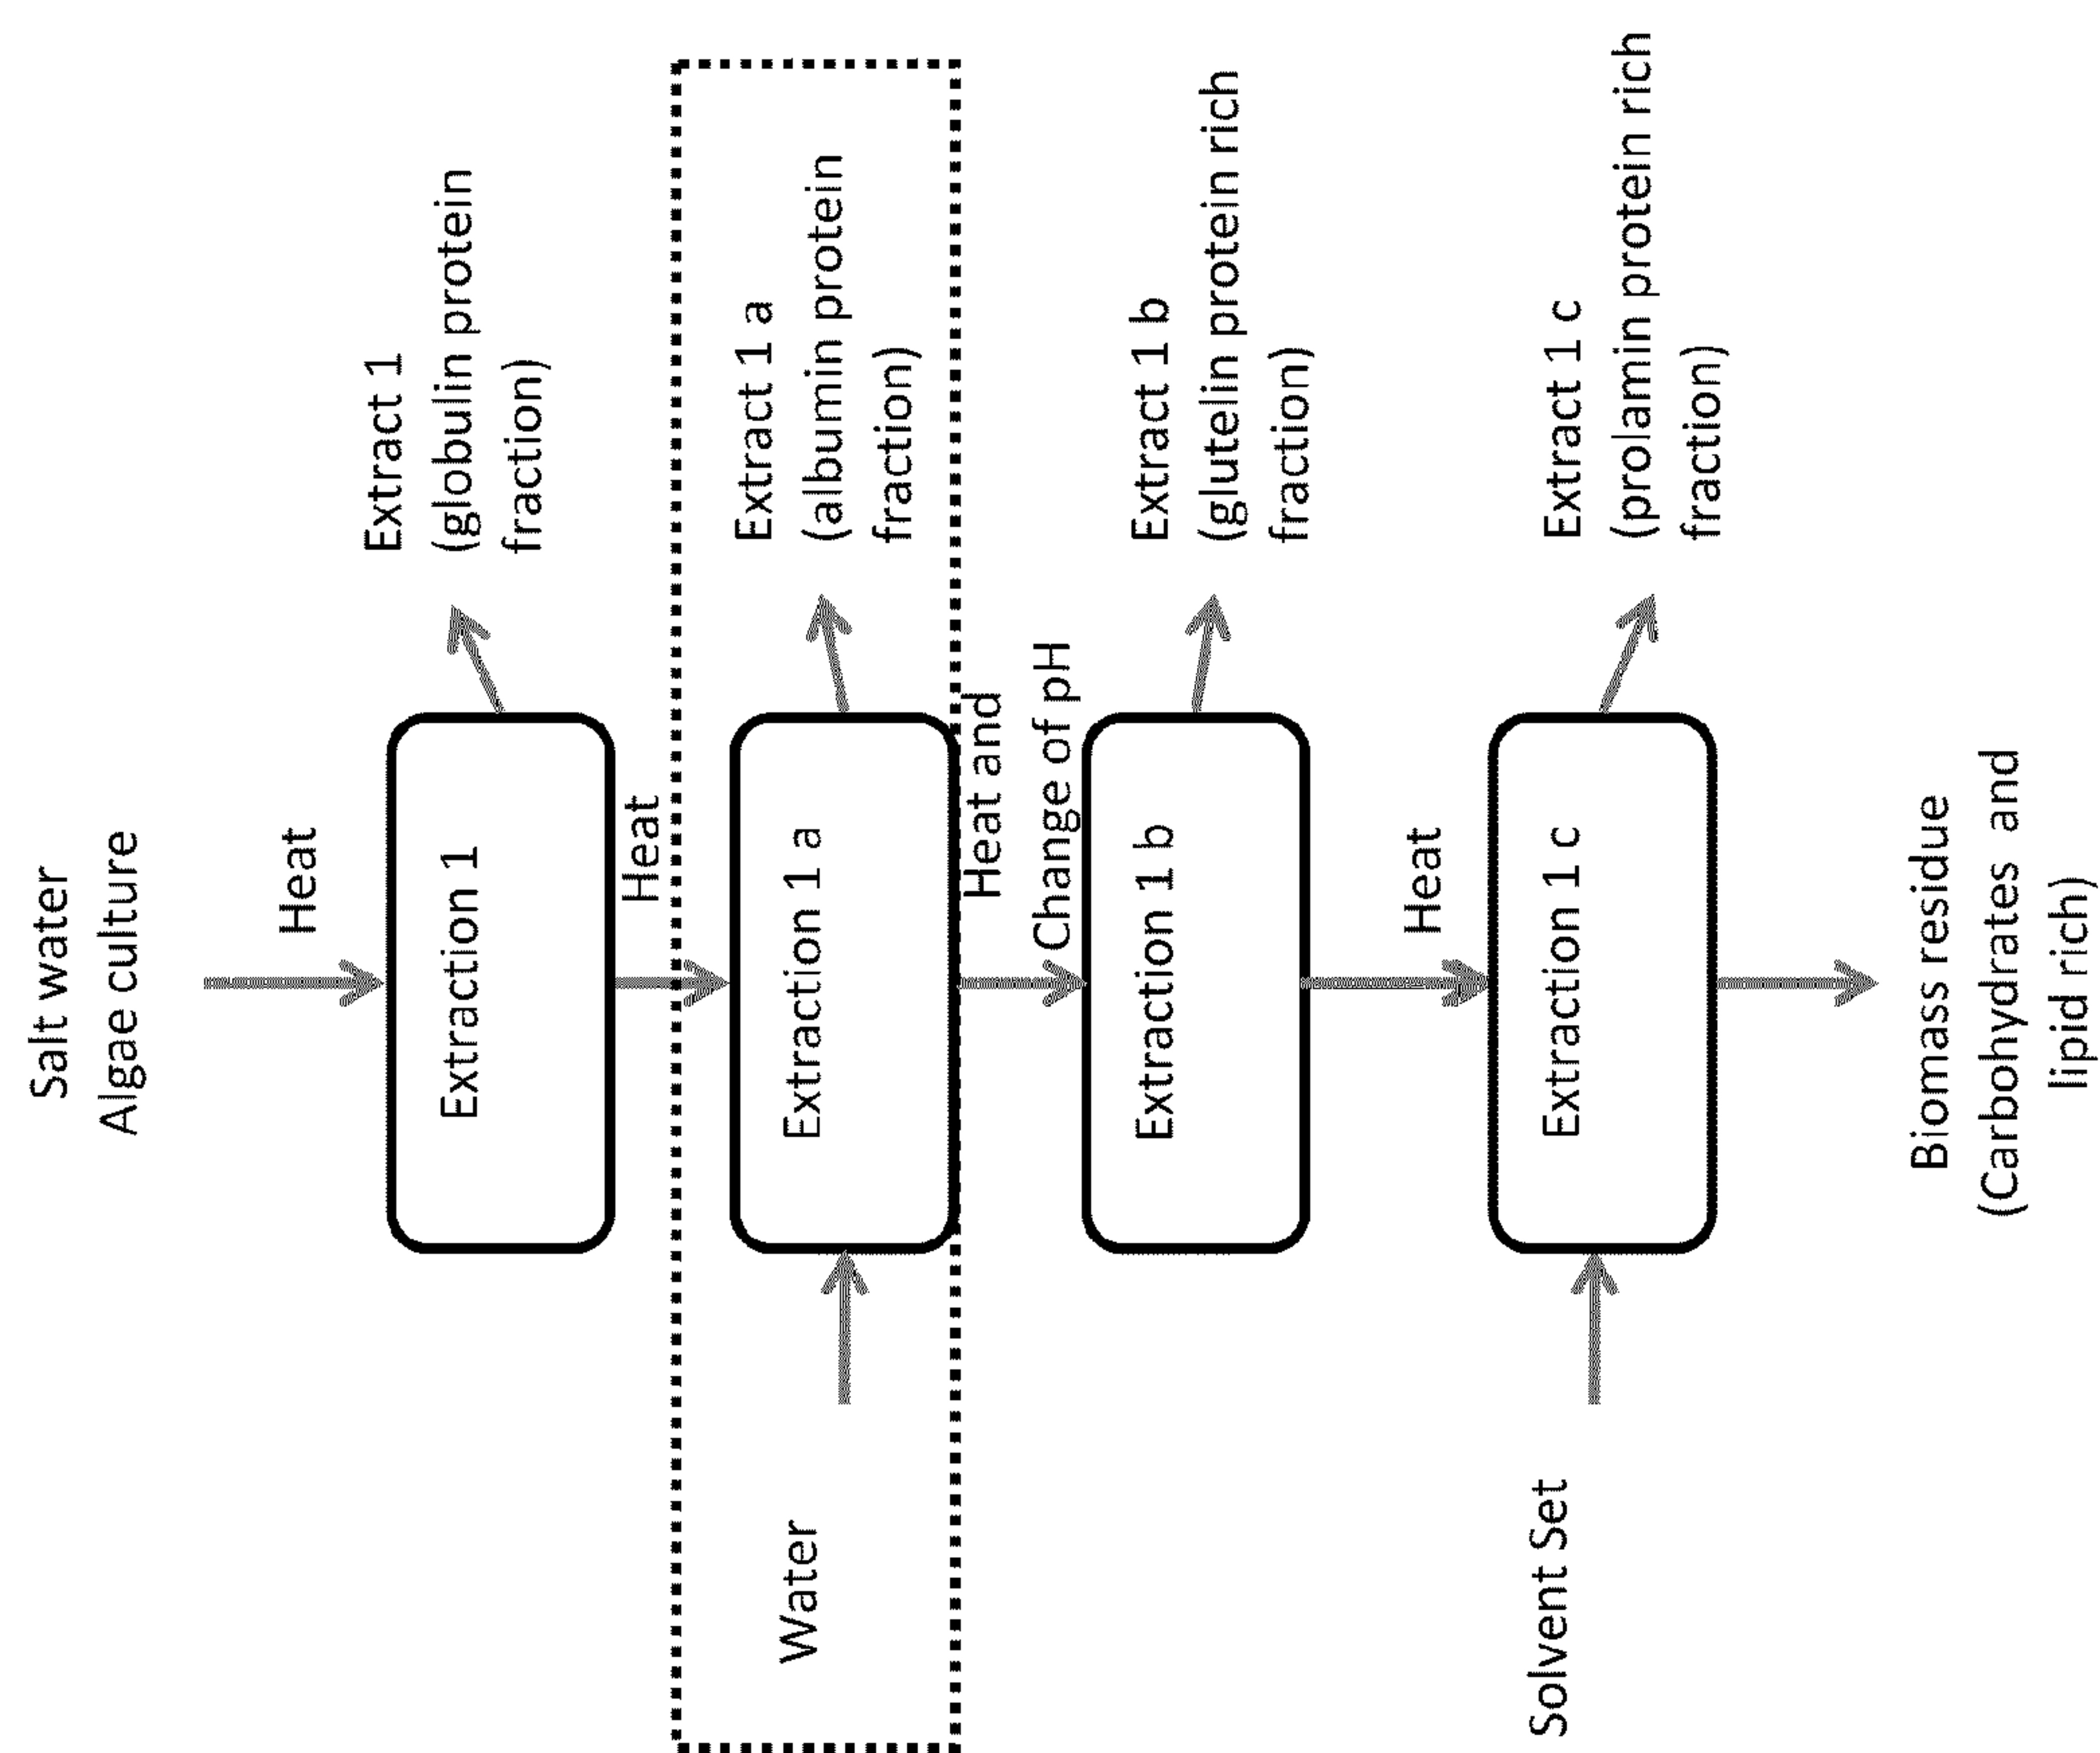 Salt water
Algae culture
Heat
Extraction 1
Extract 1
(globulin protein
fraction)
Heat
Water
Extraction 1 a
Extract 1 a
(albumin protein
fraction)
Heat and
Change of pH
Extraction 1 b
Extract 1 b
(glutelin protein rich
fraction)
Heat
Solvent Set
Extraction 1 c
Extract 1 c
(prolamin protein rich
fraction)
Biomass residue
(Carbohydrates and
lipid rich)